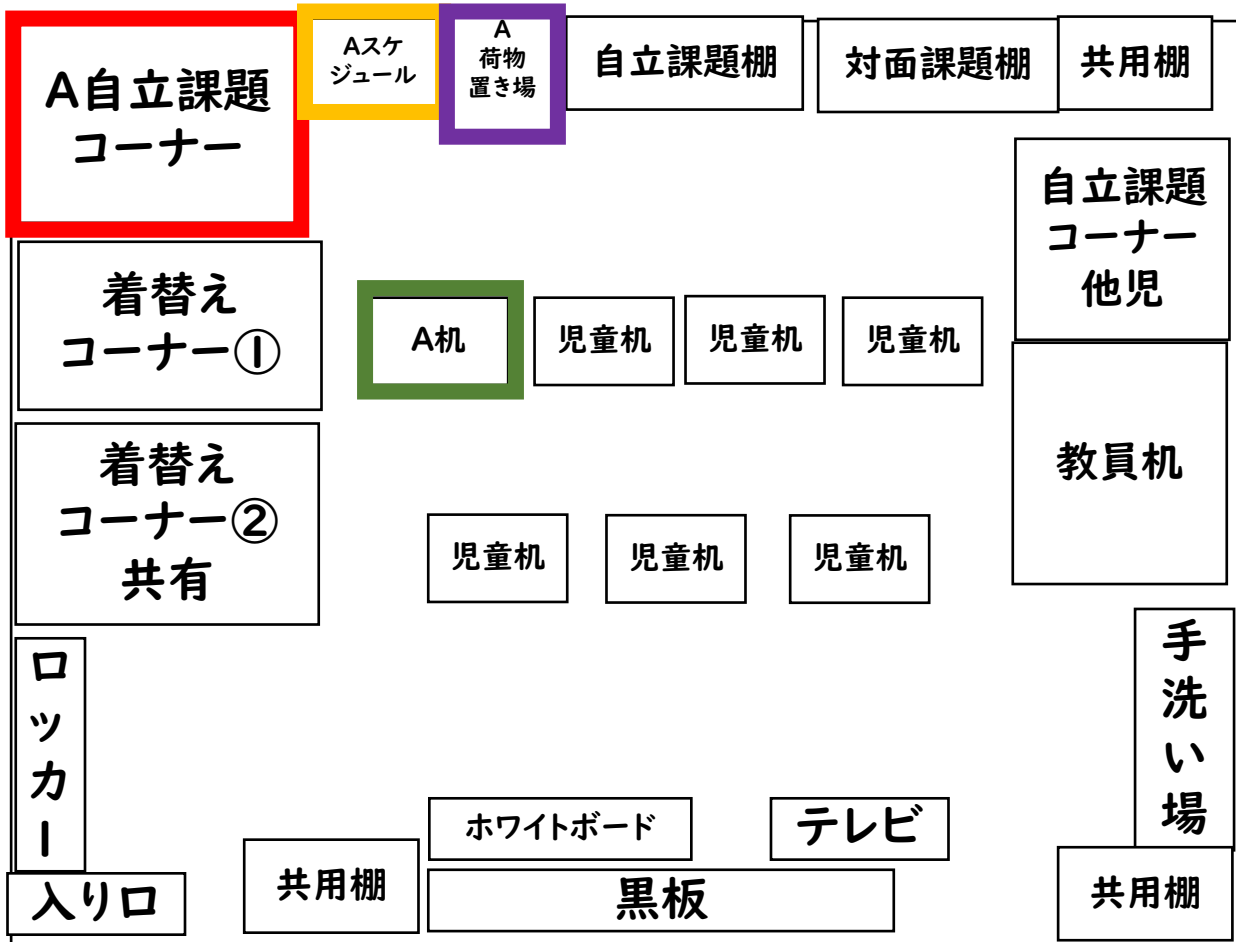 A自立課題
コーナー
Aスケ
ジュール
A
荷物
置き場
自立課題棚
対面課題棚
共用棚
自立課題
コーナー
他児
着替え
コーナー①
A机
児童机
児童机
児童机
教員机
着替え
コーナー②
共有
児童机
児童机
児童机
ロッカー
手洗い場
ホワイトボード
テレビ
共用棚
黒板
共用棚
入り口